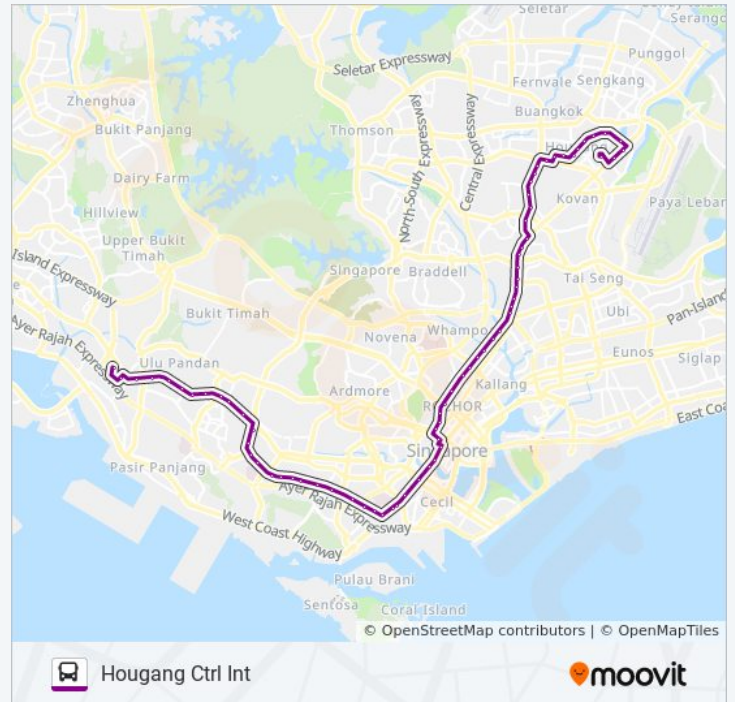 Seletar
Serango
Punggol
Seletar Expressway
Fernvale Sengkang
Zhenghua
Buangkok
Bukit Panjang
Thomson
North-South Expressway
Central Expressway
Dairy Farm
Kovan
Paya Lebar
Hillview
Upper Bukit
Timah
Island Expressway
Singapore Braddell
Tai Seng
Pan-Island
Bukit Timah
Ubi
Novena
Whampo
Ayer Rajah Expressway
Ulu Pandan
Eunos
Siglap
Ardmore
Kallang
East Coa
Pasir Panjang
Ayer Rajah Expressway
Cecil
West Coast Highway
Pulau Brani
Sentosa
Coral Island
© OpenStreetMap contributors | © OpenMapTiles
Hougang Ctrl Int
moovit